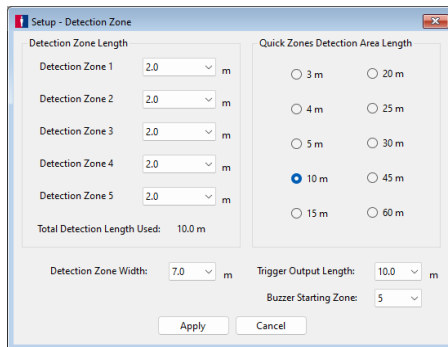 Setup - Detection Zone
Detection Zone Length
Detection Zone 1 2.0 m
Detection Zone 2 2.0 m
Detection Zone 3 2.0 m
Detection Zone 4 2.0 m
Detection Zone 5 2.0 m
Total Detection Length Used: 10.0 m
Quick Zones Detection Area Length
3 m 20 m
4 m 25 m
5 m 30 m
10 m 45 m
15 m 60 m
Detection Zone Width: 7.0 m Trigger Output Length: 10.0 m
Buzzer Starting Zone: 5
Apply Cancel